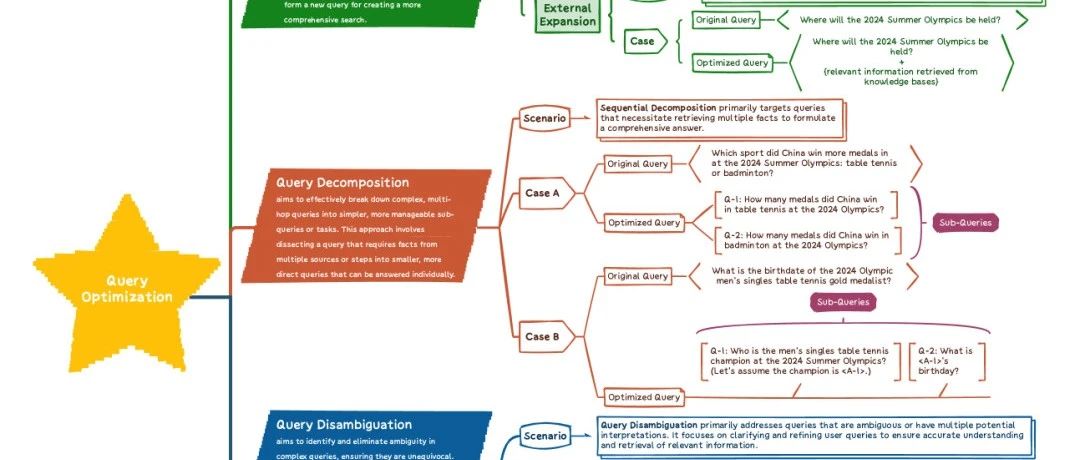 form a new query for creating a more
comprehensive search.
External
Expansion
Case
Original Query
Where will the 2024 Summer Olympics be held?
Optimized Query
Where will the 2024 Summer Olympics be
held?
+
{relevant information retrieved from
knowledge bases}
Query
Optimization
Query Decomposition
aims to effectively break down complex, multi-
hop queries into simpler, more manageable sub-
queries or tasks. This approach involves
dissecting a query that requires facts from
multiple sources or steps into smaller, more
direct queries that can be answered individually.
Scenario
Sequential Decomposition primarily targets queries
that necessitate retrieving multiple facts to formulate
a comprehensive answer.
Case A
Original Query
Which sport did China win more medals in
at the 2024 Summer Olympics: table tennis
or badminton?
Optimized Query
Q-1: How many medals did China win
in table tennis at the 2024 Olympics?
Q-2: How many medals did China win in
badminton at the 2024 Olympics?
Sub-Queries
Case B
Original Query
What is the birthdate of the 2024 Olympic
men's singles table tennis gold medalist?
Sub-Queries
Q-1: Who is the men's singles table tennis
champion at the 2024 Summer Olympics?
(Let's assume the champion is <A-1>.)
Q-2: What is
<A-1>'s
birthday?
Optimized Query
Query Disambiguation
aims to identify and eliminate ambiguity in
complex queries, ensuring they are unequivocal.
Scenario
Query Disambiguation primarily addresses queries that are ambiguous or have multiple potential
interpretations. It focuses on clarifying and refining user queries to ensure accurate understanding
and retrieval of relevant information.